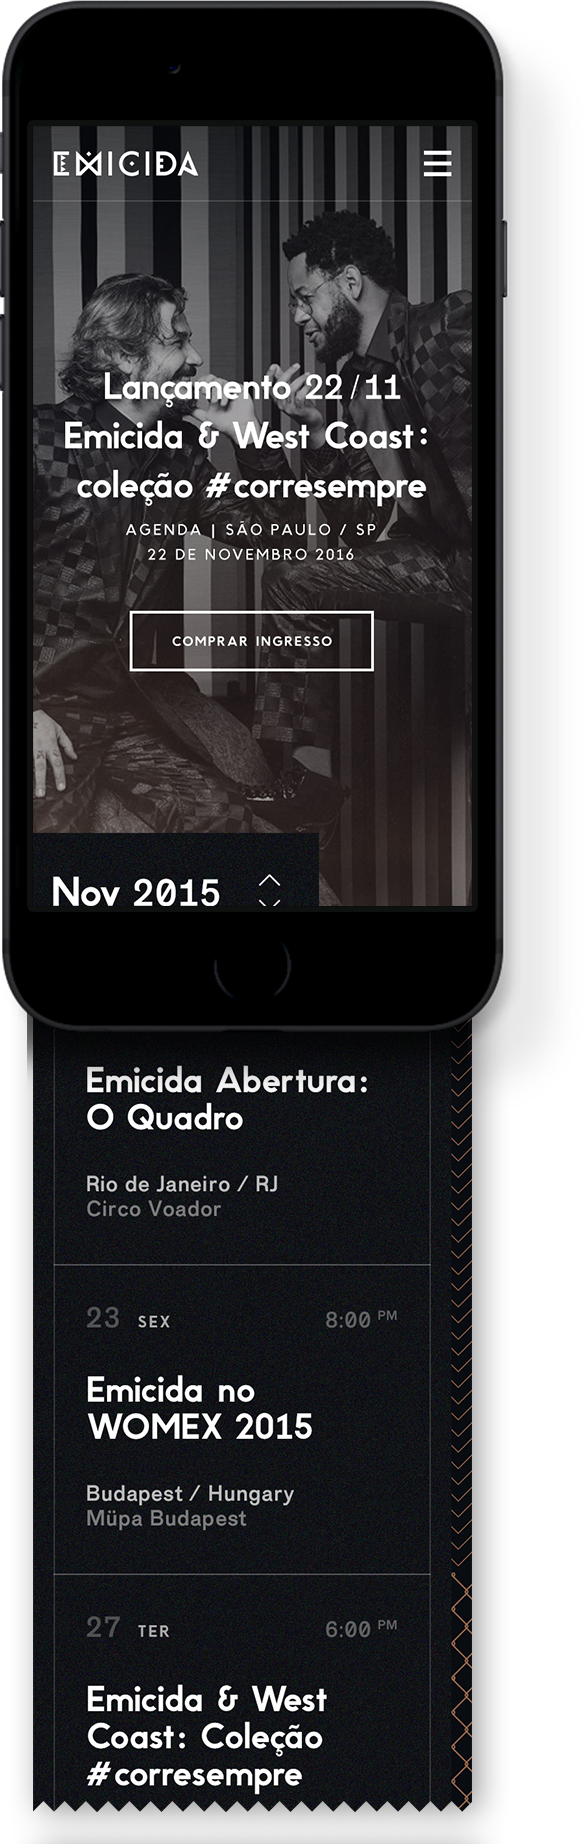 EMICIDA
Lançamento 22/11
Emicida & West Coast:
coleção #corresempre
AGENDA | SÃO PAULO / SP
22 DE NOVEMBRO 2016
COMPRAR INGRESSO
Nov 2015
Emicida Abertura:
O Quadro
Rio de Janeiro / RJ
Circo Voador
23 SEX 8:00 PM
Emicida no
WOMEX 2015
Budapest / Hungary
Müpa Budapest
27 TER 6:00 PM
Emicida & West
Coast: Coleção
#corresempre